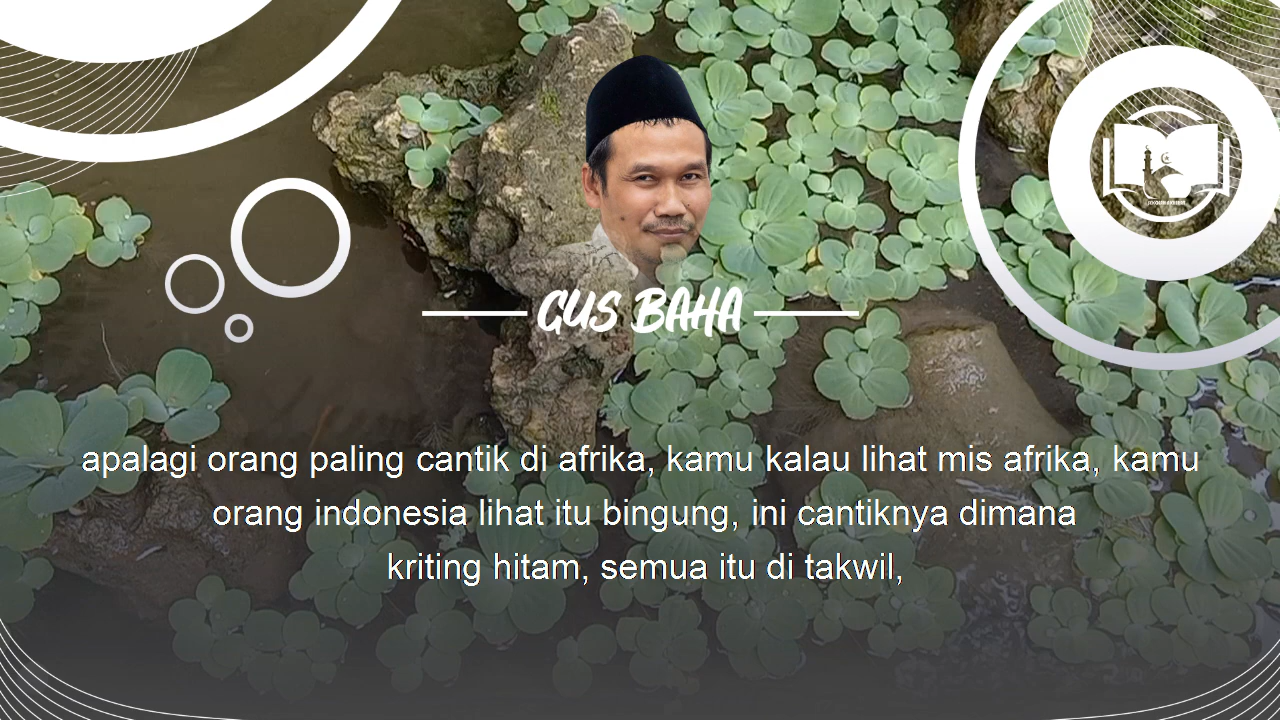 GUS BAHA
apalagi orang paling cantik di afrika, kamu kalau lihat mis afrika, kamu
orang indonesia lihat itu bingung, ini cantiknya dimana
kriting hitam, semua itu di takwil,